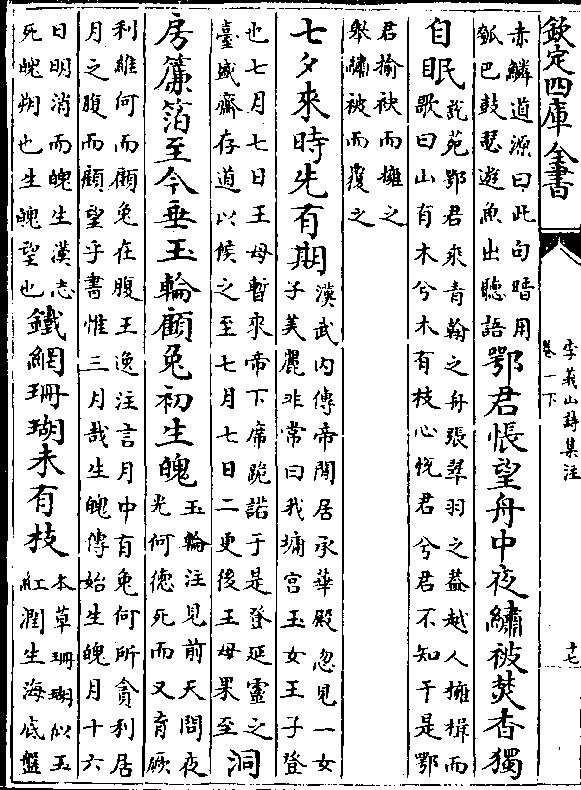 欽定四庫全書
李義山詩集注
卷一下
十七
赤鱗道源曰此句暗用
瓠巴鼓瑟遊魚出聽語鄂君悵望舟中夜繡被焚香獨
自眠說苑鄂君乘青翰之舟張翠羽之蓋越人擁楫而
歌曰山有木兮木有枝心悅君兮君不知于是鄂
君揄袂而擁之
舉繡被而覆之
七夕來時先有期漢武内傳帝閒居承華殿忽見一女
子美麗非常曰我墉宮玉女王子登
也七月七日王母暫來帝下席跪諾于是登延靈之
臺盛齋存道以候之至七月七日二更後王母果至洞
房簾箔至今垂玉輪顧兔初生魄玉輪注見前天問夜
光何德死而又育厥
利維何而顧兔在腹王逸注言月中有兔何所貪利居
月之腹而顧望乎書惟三月哉生魄傳始生魄月十六
日明消而魄生漢志
死魄朔也生魄望也鐵網珊瑚未有枝本草珊瑚似玉
紅潤生海底盤